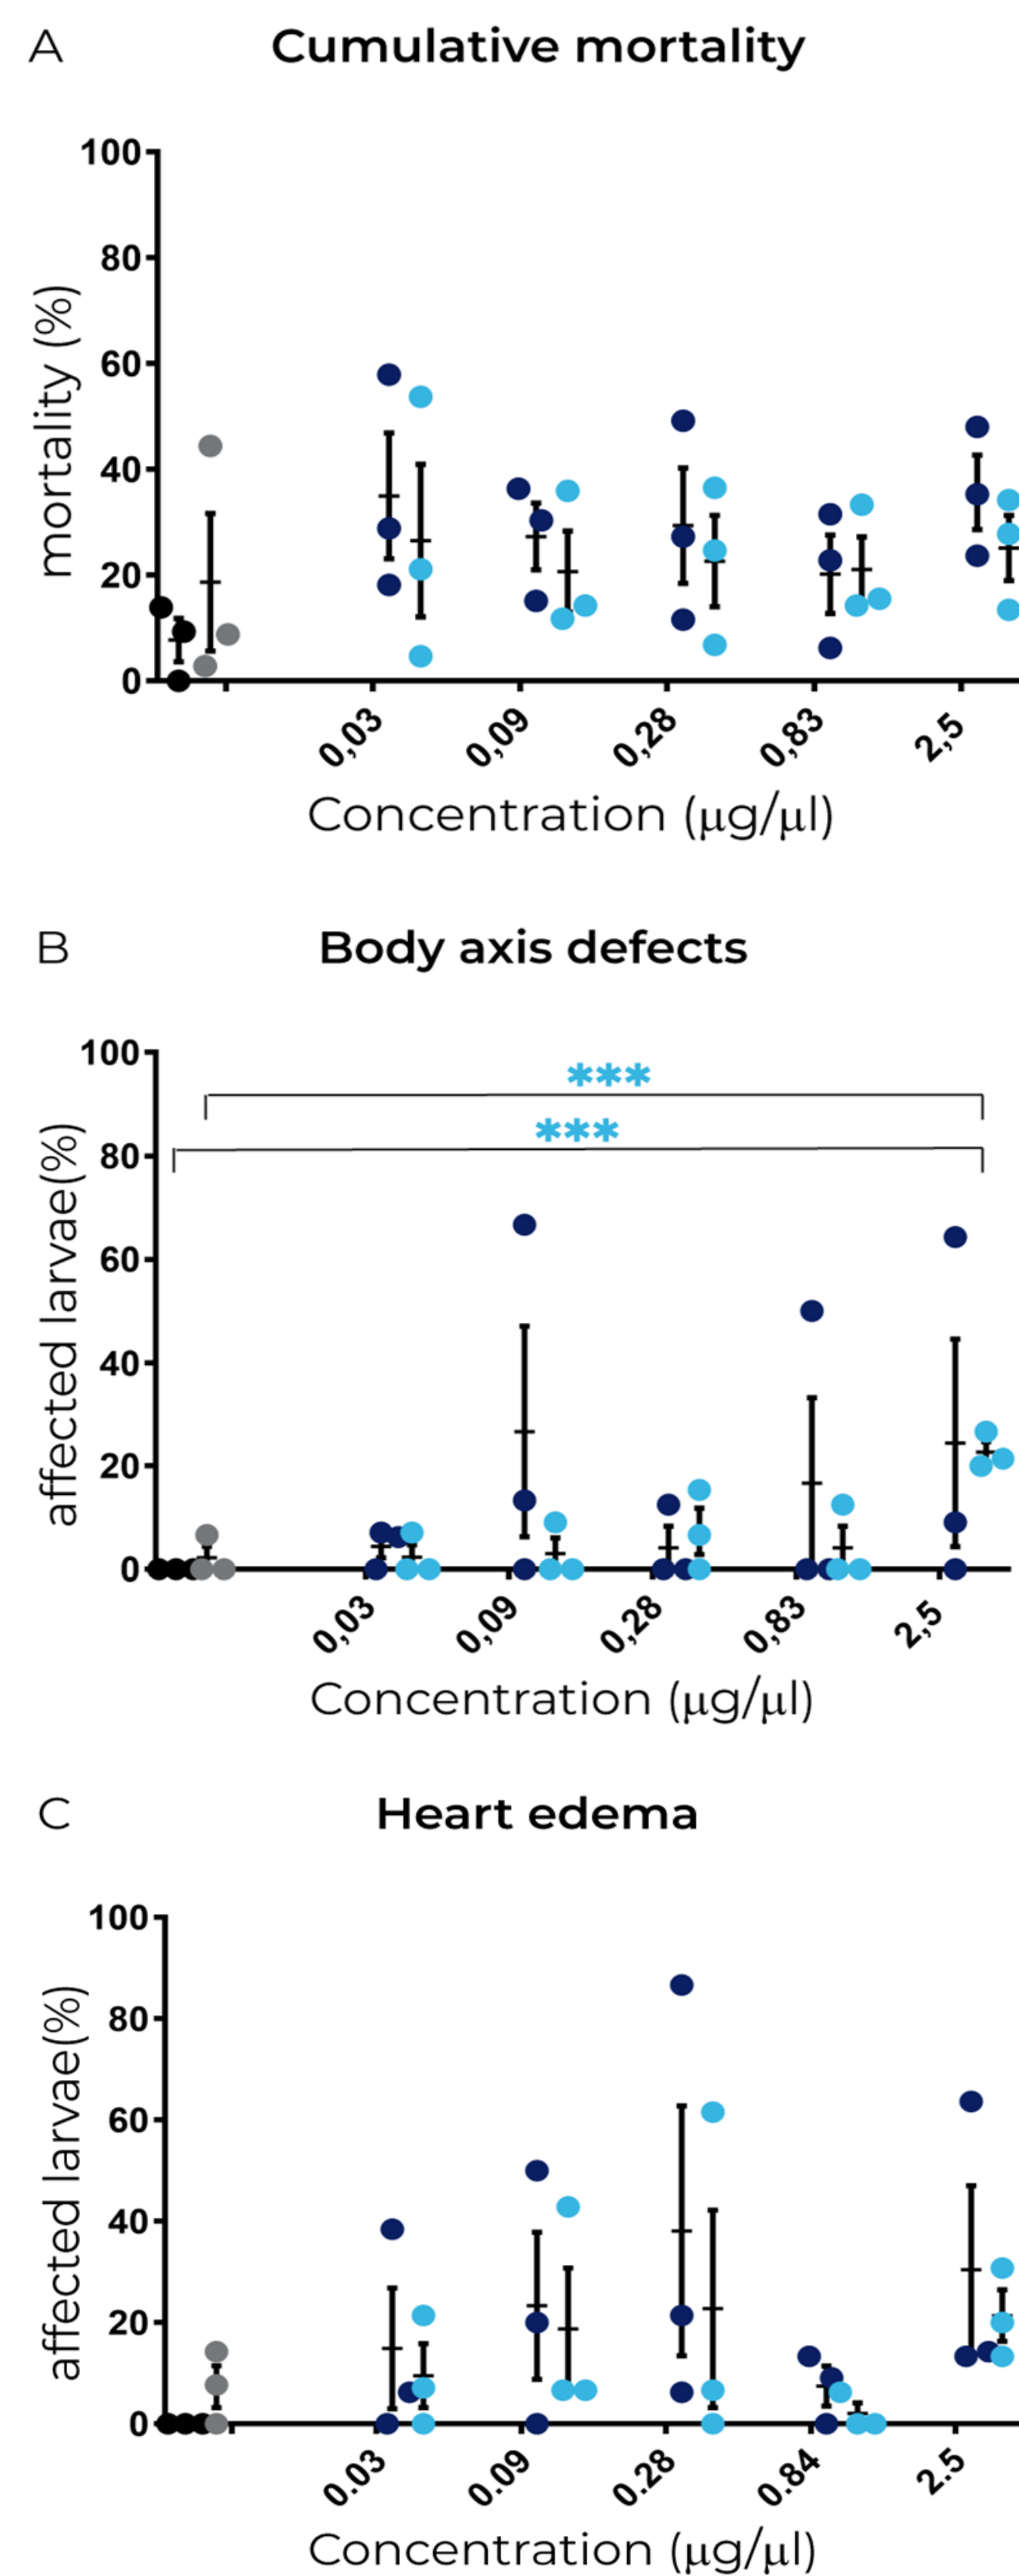 A Cumulative mortality
100
80
60
40
20
0
mortality (%)
0,03 0,09 0,28 0,83 2,5
Concentration (μg/μl)
B Body axis defects
100
***
***
80
60
40
20
0
affected larvae(%)
0,03 0,09 0,28 0,83 2,5
Concentration (μg/μl)
C Heart edema
100
80
60
40
20
0
affected larvae(%)
0.03 0.09 0.28 0.84 2.5
Concentration (μg/μl)